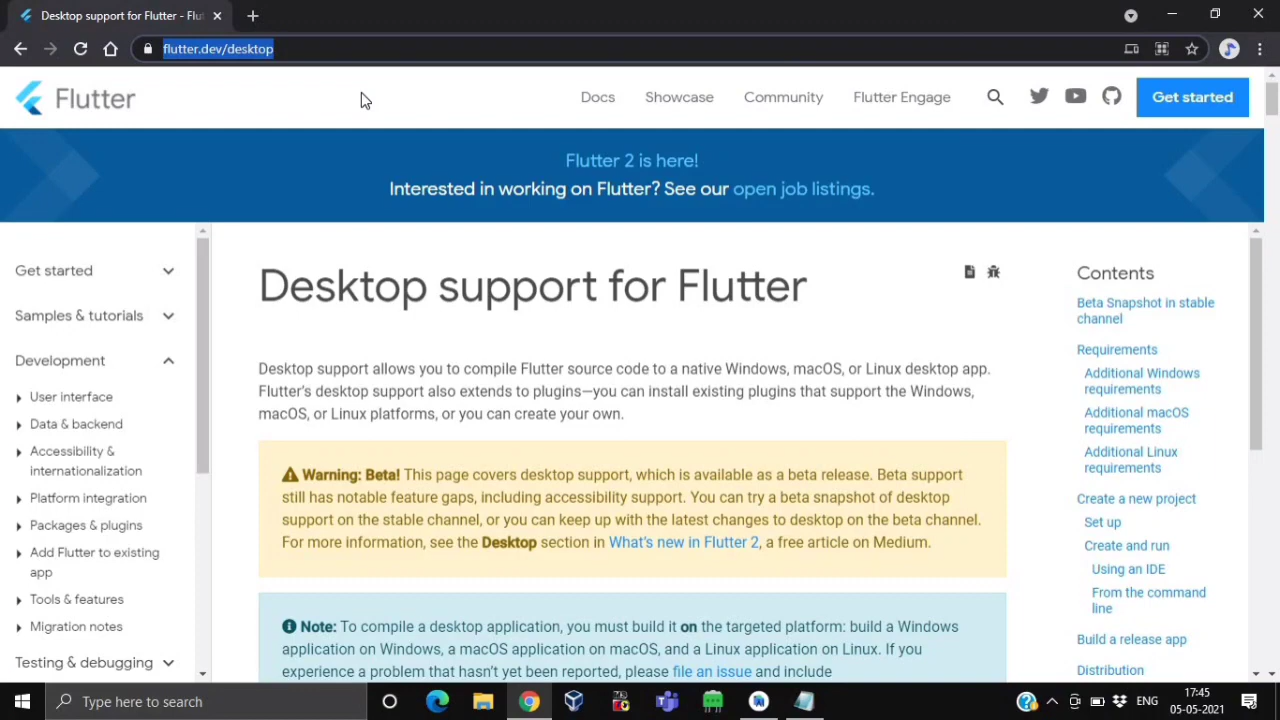 Desktop support for Flutter - Flu
flutter.dev/desktop
Flutter
Docs
Showcase
Community
Flutter Engage
Get started
Flutter 2 is here!
Interested in working on Flutter? See our open job listings.
Get started
Samples & tutorials
Development
User interface
Data & backend
Accessibility &
internationalization
Platform integration
Packages & plugins
Add Flutter to existing
app
Tools & features
Migration notes
Testing & debugging
Desktop support for Flutter
Desktop support allows you to compile Flutter source code to a native Windows, macOS, or Linux desktop app.
Flutter's desktop support also extends to plugins—you can install existing plugins that support the Windows,
macOS, or Linux platforms, or you can create your own.
Warning: Beta! This page covers desktop support, which is available as a beta release. Beta support
still has notable feature gaps, including accessibility support. You can try a beta snapshot of desktop
support on the stable channel, or you can keep up with the latest changes to desktop on the beta channel.
For more information, see the Desktop section in What's new in Flutter 2, a free article on Medium.
Note: To compile a desktop application, you must build it on the targeted platform: build a Windows
application on Windows, a macOS application on macOS, and a Linux application on Linux. If you
experience a problem that hasn't yet been reported, please file an issue and include
Contents
Beta Snapshot in stable
channel
Requirements
Additional Windows
requirements
Additional macOS
requirements
Additional Linux
requirements
Create a new project
Set up
Create and run
Using an IDE
From the command
line
Build a release app
Distribution
Type here to search
ENG
17:45
05-05-2021